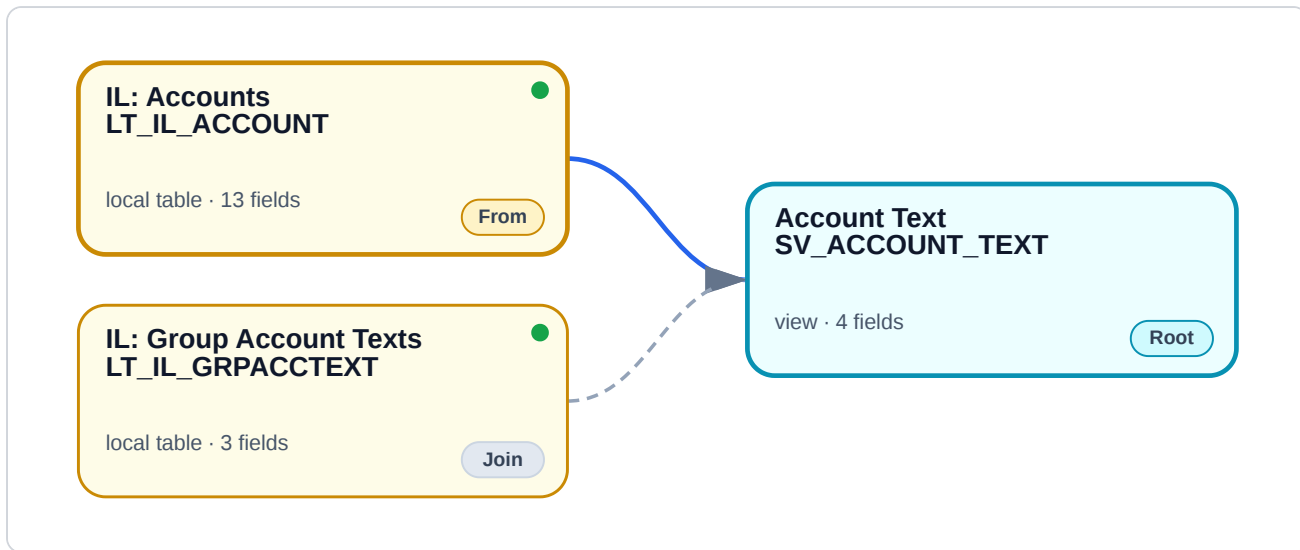 IL: Accounts
LT_IL_ACCOUNT
local table · 13 fields
From
IL: Group Account Texts
LT_IL_GRPACCTEXT
local table · 3 fields
Join
Account Text
SV_ACCOUNT_TEXT
view · 4 fields
Root